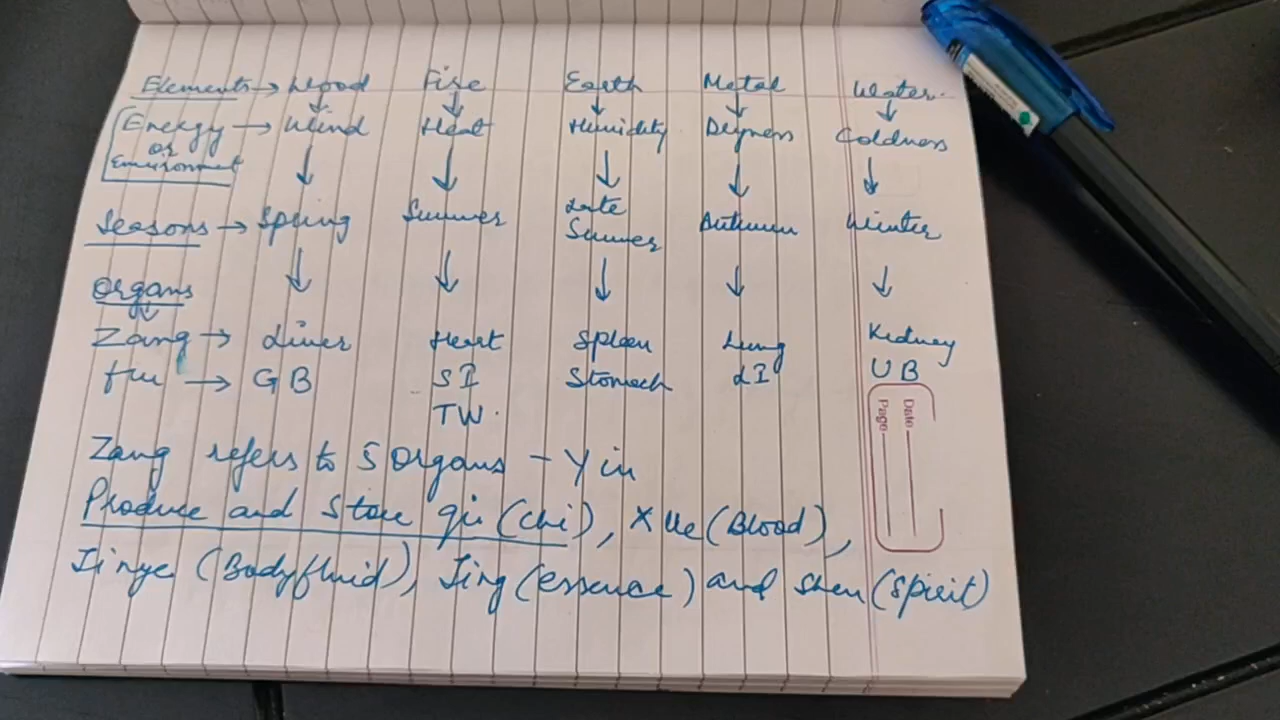 Elements → Wood Fire Earth Metal Water.
Energy → Wind Heat Humidity Dryness Coldness
or
Environment
Seasons → Spring Summer Late Summer Autumn Winter
Organs
Zang → Liver Heart Spleen Lung Kidney
fu → GB SI Stomach LI UB
TW.
Zang refers to 5 Organs - Yin
Produce and Store qi (chi), Xue (Blood),
Jinye (Bodyfluid), Jing (essence) and Shen (Spirit)
Date
Page